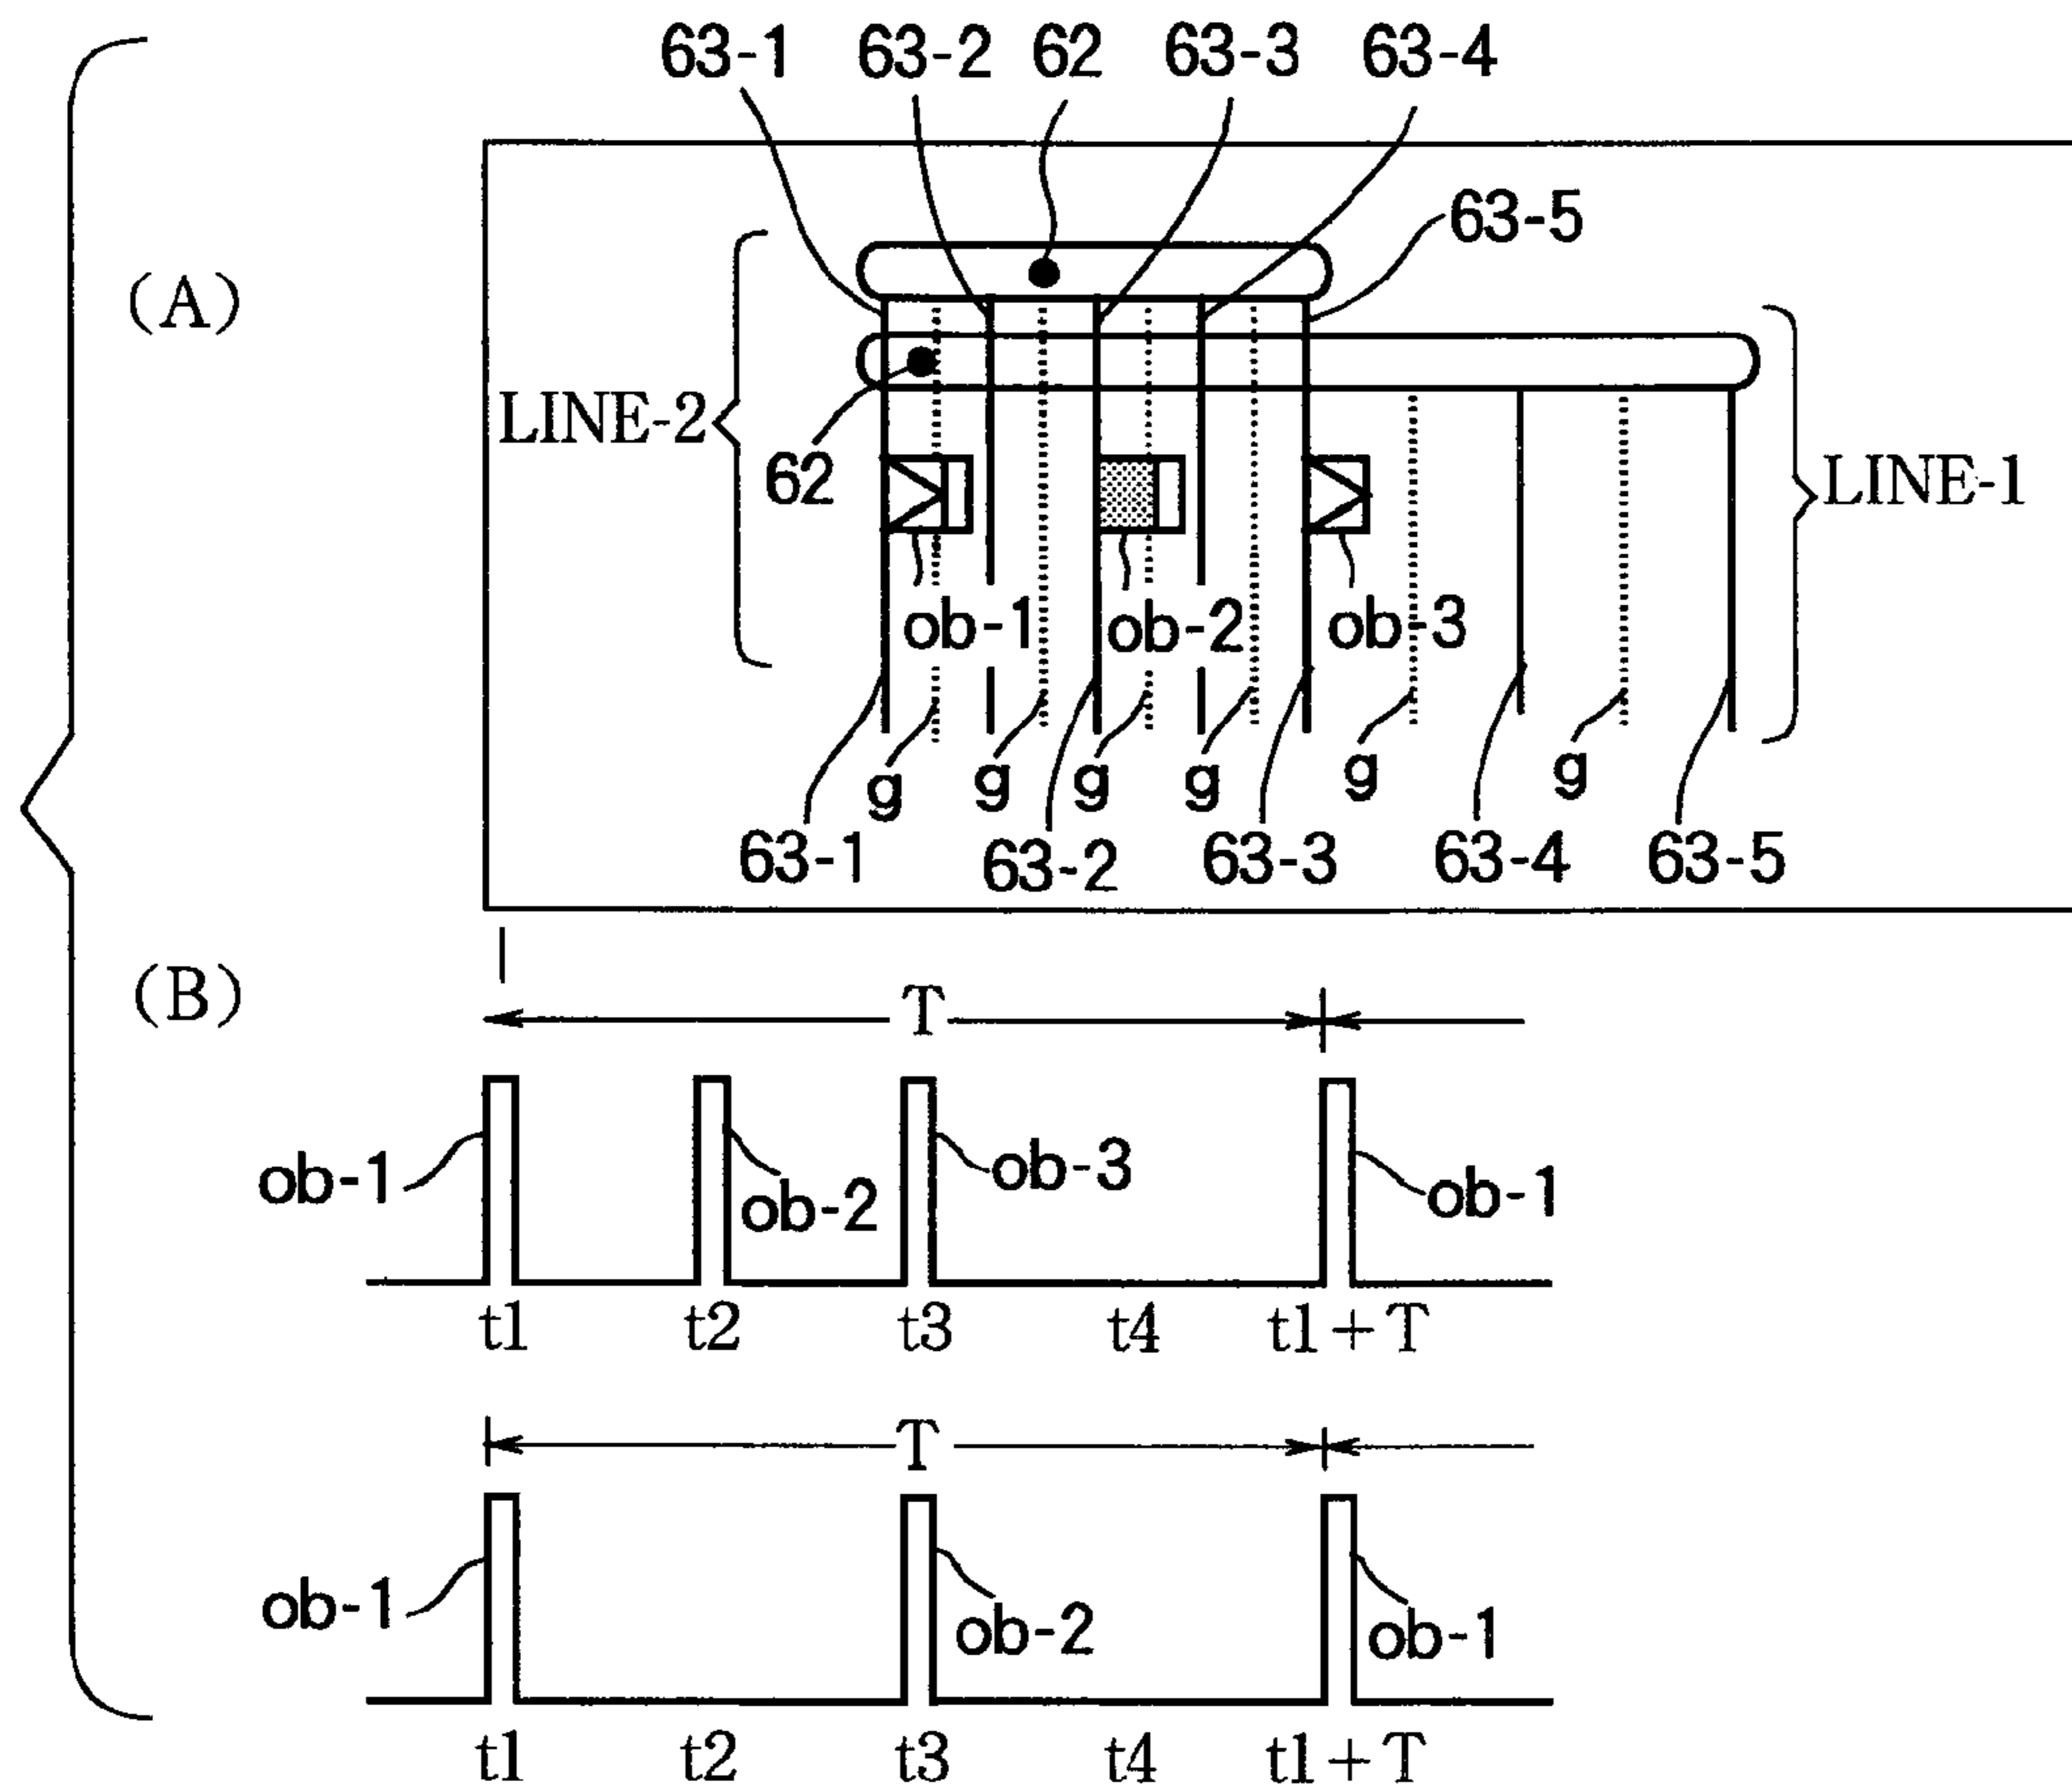 63-1 63-2 62 63-3 63-4
63-5
(A)
LINE-2
62
LINE-1
ob-1 ob-2 ob-3
g g g g g g
63-1 63-2 63-3 63-4 63-5
(B)
T
ob-1 ob-2 ob-3 ob-1
t1 t2 t3 t4 t1+T
T
ob-1 ob-2 ob-1
t1 t2 t3 t4 t1+T